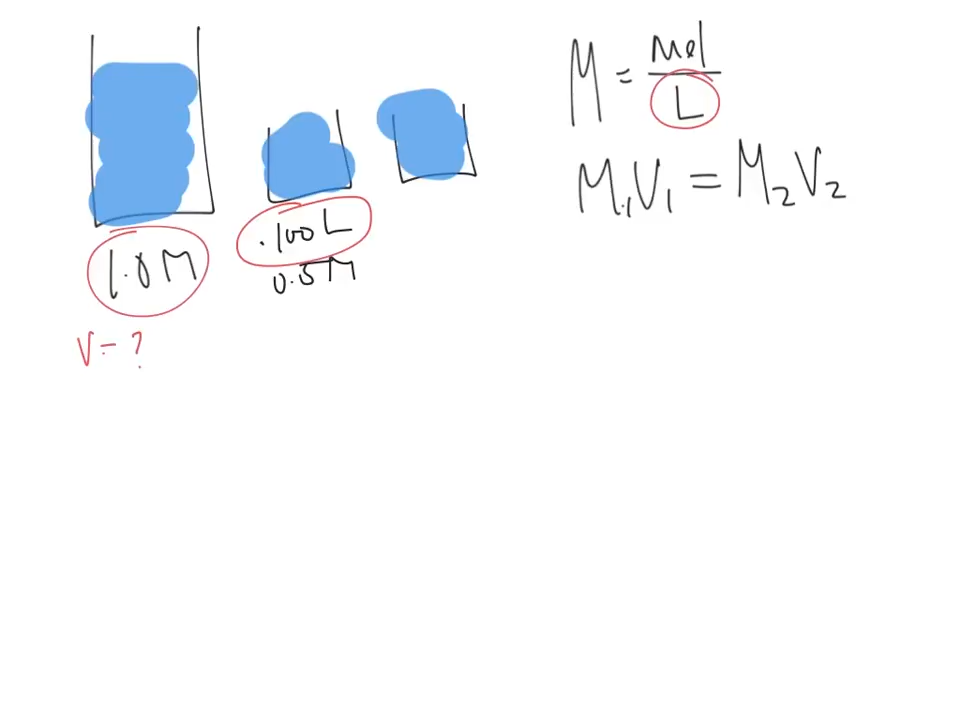 M = mol
L
M₁V₁ = M₂V₂
1.0M
.100L
0.5M
V = ?